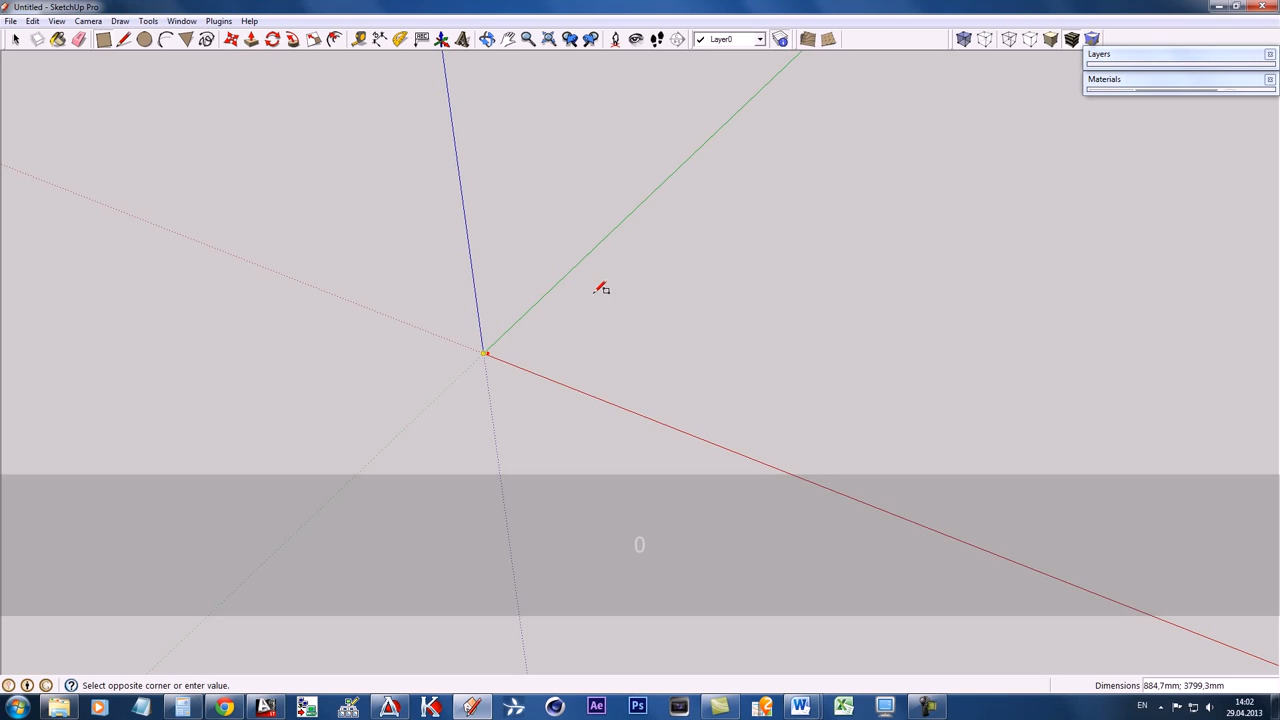 Untitled - SketchUp Pro
File Edit View Camera Draw Tools Window Plugins Help
Layer0
Layers
Materials
0
Select opposite corner or enter value.
Dimensions 884,7mm; 3799,3mm
EN
14:02
29.04.2013